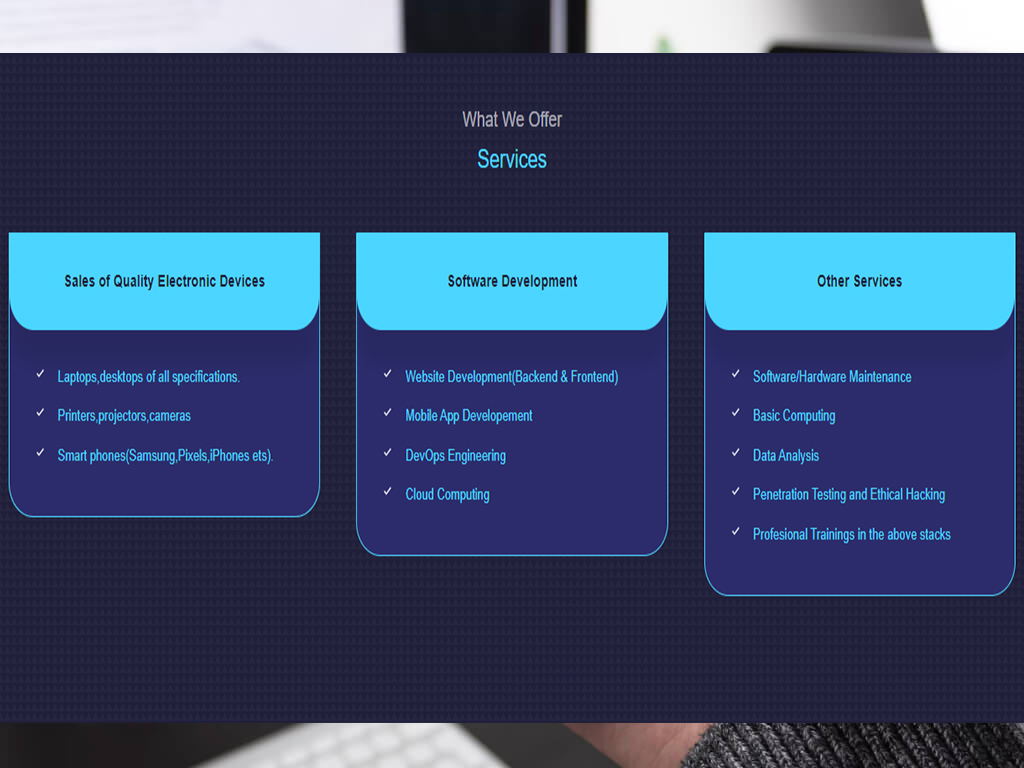 What We Offer
Services
Sales of Quality Electronic Devices
Laptops,desktops of all specifications.
Printers,projectors,cameras
Smart phones(Samsung,Pixels,iPhones ets).
Software Development
Website Development(Backend & Frontend)
Mobile App Developement
DevOps Engineering
Cloud Computing
Other Services
Software/Hardware Maintenance
Basic Computing
Data Analysis
Penetration Testing and Ethical Hacking
Profesional Trainings in the above stacks